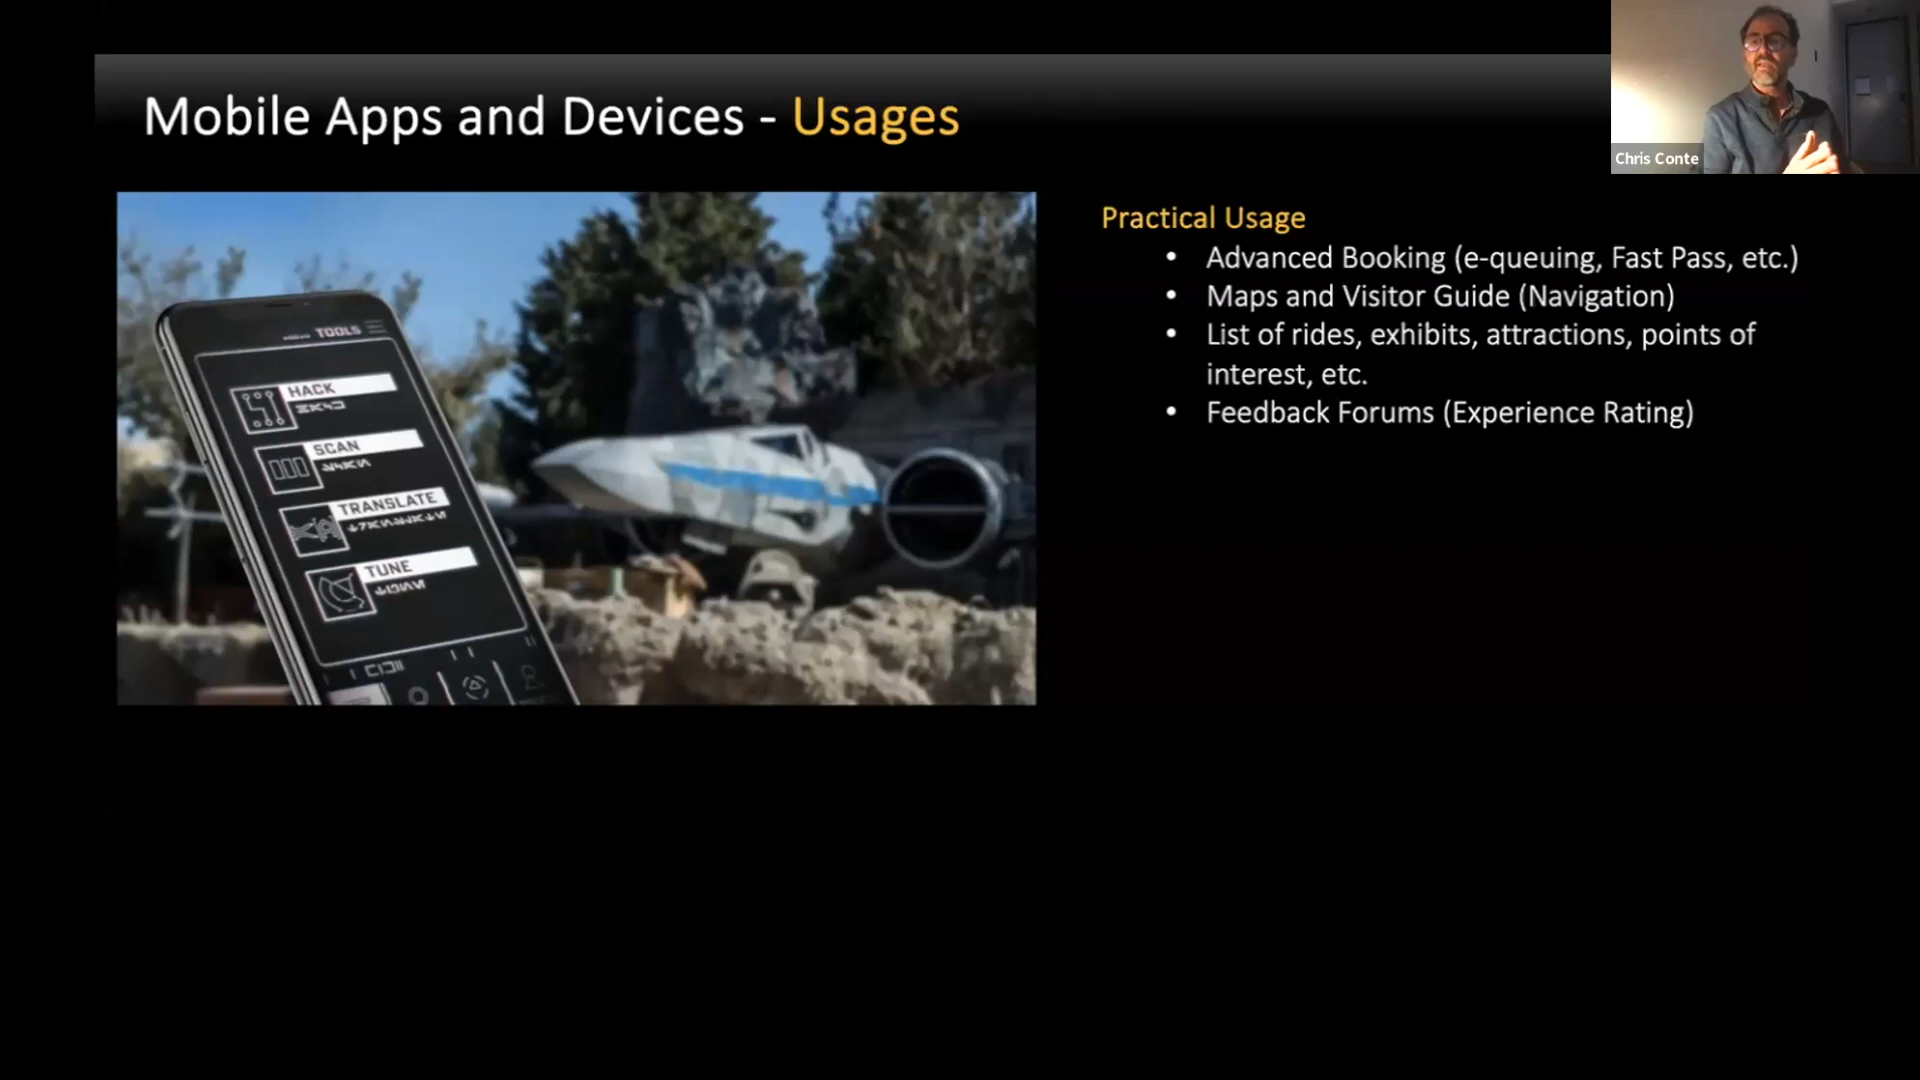 Chris Conte
Mobile Apps and Devices - Usages
Practical Usage
• Advanced Booking (e-queuing, Fast Pass, etc.)
• Maps and Visitor Guide (Navigation)
• List of rides, exhibits, attractions, points of
interest, etc.
• Feedback Forums (Experience Rating)
TOOLS
HACK
SCAN
TRANSLATE
TUNE